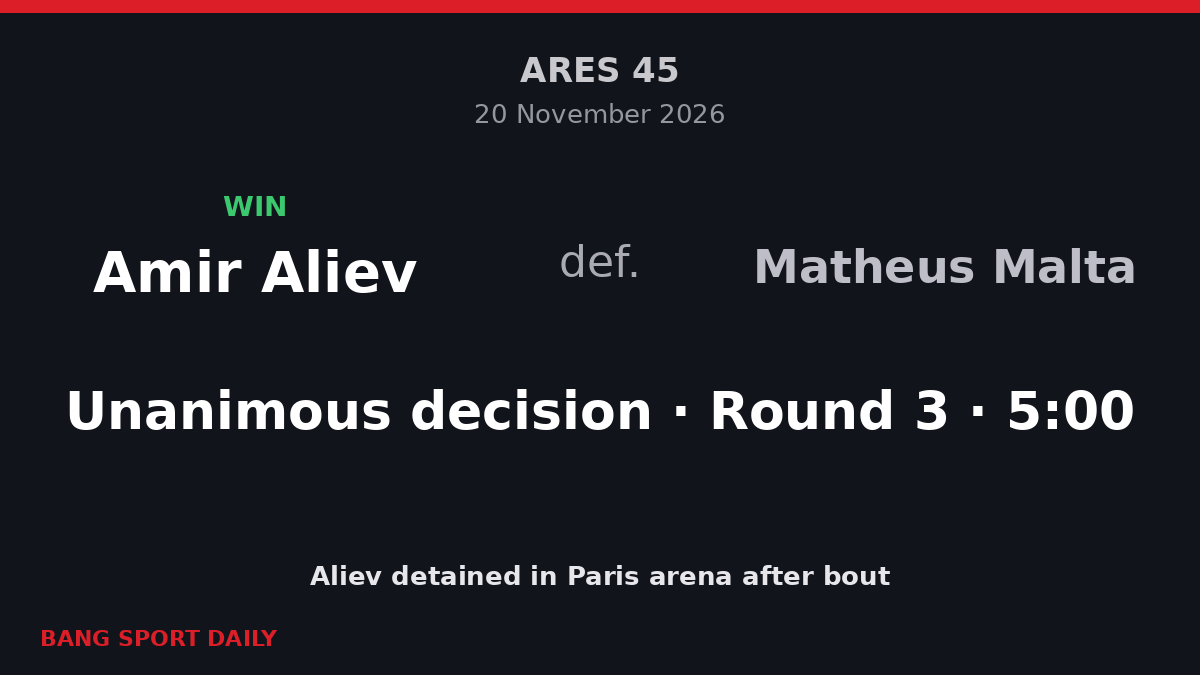 ARES 45
20 November 2026
WIN
Amir Aliev def. Matheus Malta
Unanimous decision · Round 3 · 5:00
Aliev detained in Paris arena after bout
BANG SPORT DAILY